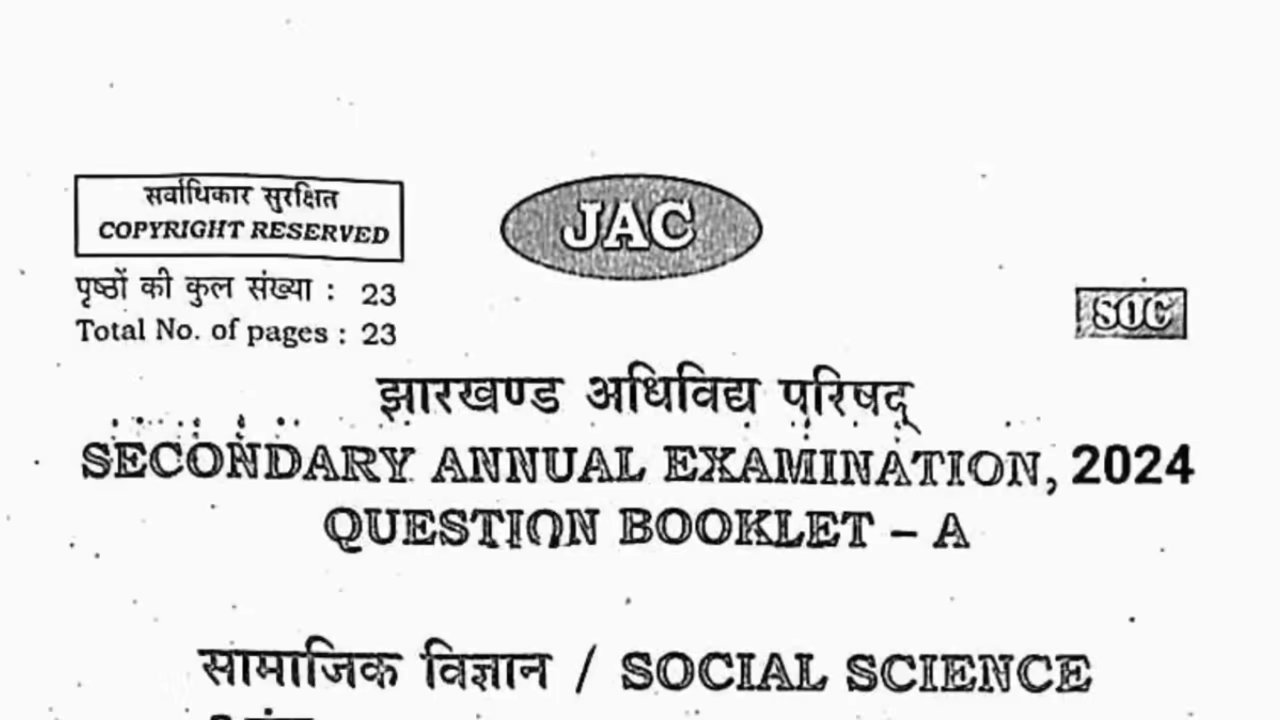 सर्वाधिकार सुरक्षित
COPYRIGHT RESERVED
JAC
पृष्ठों की कुल संख्या : 23
Total No. of pages : 23
SOC
झारखण्ड अधिविद्य परिषद्
SECONDARY ANNUAL EXAMINATION, 2024
QUESTION BOOKLET – A
सामाजिक विज्ञान / SOCIAL SCIENCE